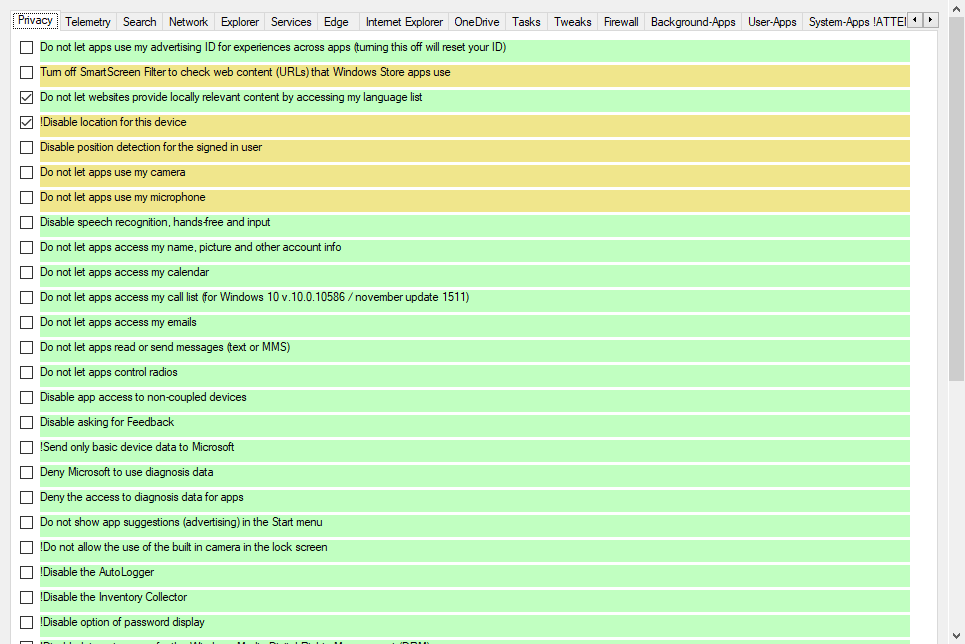 Privacy Telemetry Search Network Explorer Services Edge Internet Explorer OneDrive Tasks Tweaks Firewall Background-Apps User-Apps System-Apps !ATTE
Do not let apps use my advertising ID for experiences across apps (turning this off will reset your ID)
Turn off SmartScreen Filter to check web content (URLs) that Windows Store apps use
Do not let websites provide locally relevant content by accessing my language list
!Disable location for this device
Disable position detection for the signed in user
Do not let apps use my camera
Do not let apps use my microphone
Disable speech recognition, hands-free and input
Do not let apps access my name, picture and other account info
Do not let apps access my calendar
Do not let apps access my call list (for Windows 10 v.10.0.10586 / november update 1511)
Do not let apps access my emails
Do not let apps read or send messages (text or MMS)
Do not let apps control radios
Disable app access to non-coupled devices
Disable asking for Feedback
!Send only basic device data to Microsoft
Deny Microsoft to use diagnosis data
Deny the access to diagnosis data for apps
Do not show app suggestions (advertising) in the Start menu
!Do not allow the use of the built in camera in the lock screen
!Disable the AutoLogger
!Disable the Inventory Collector
!Disable option of password display